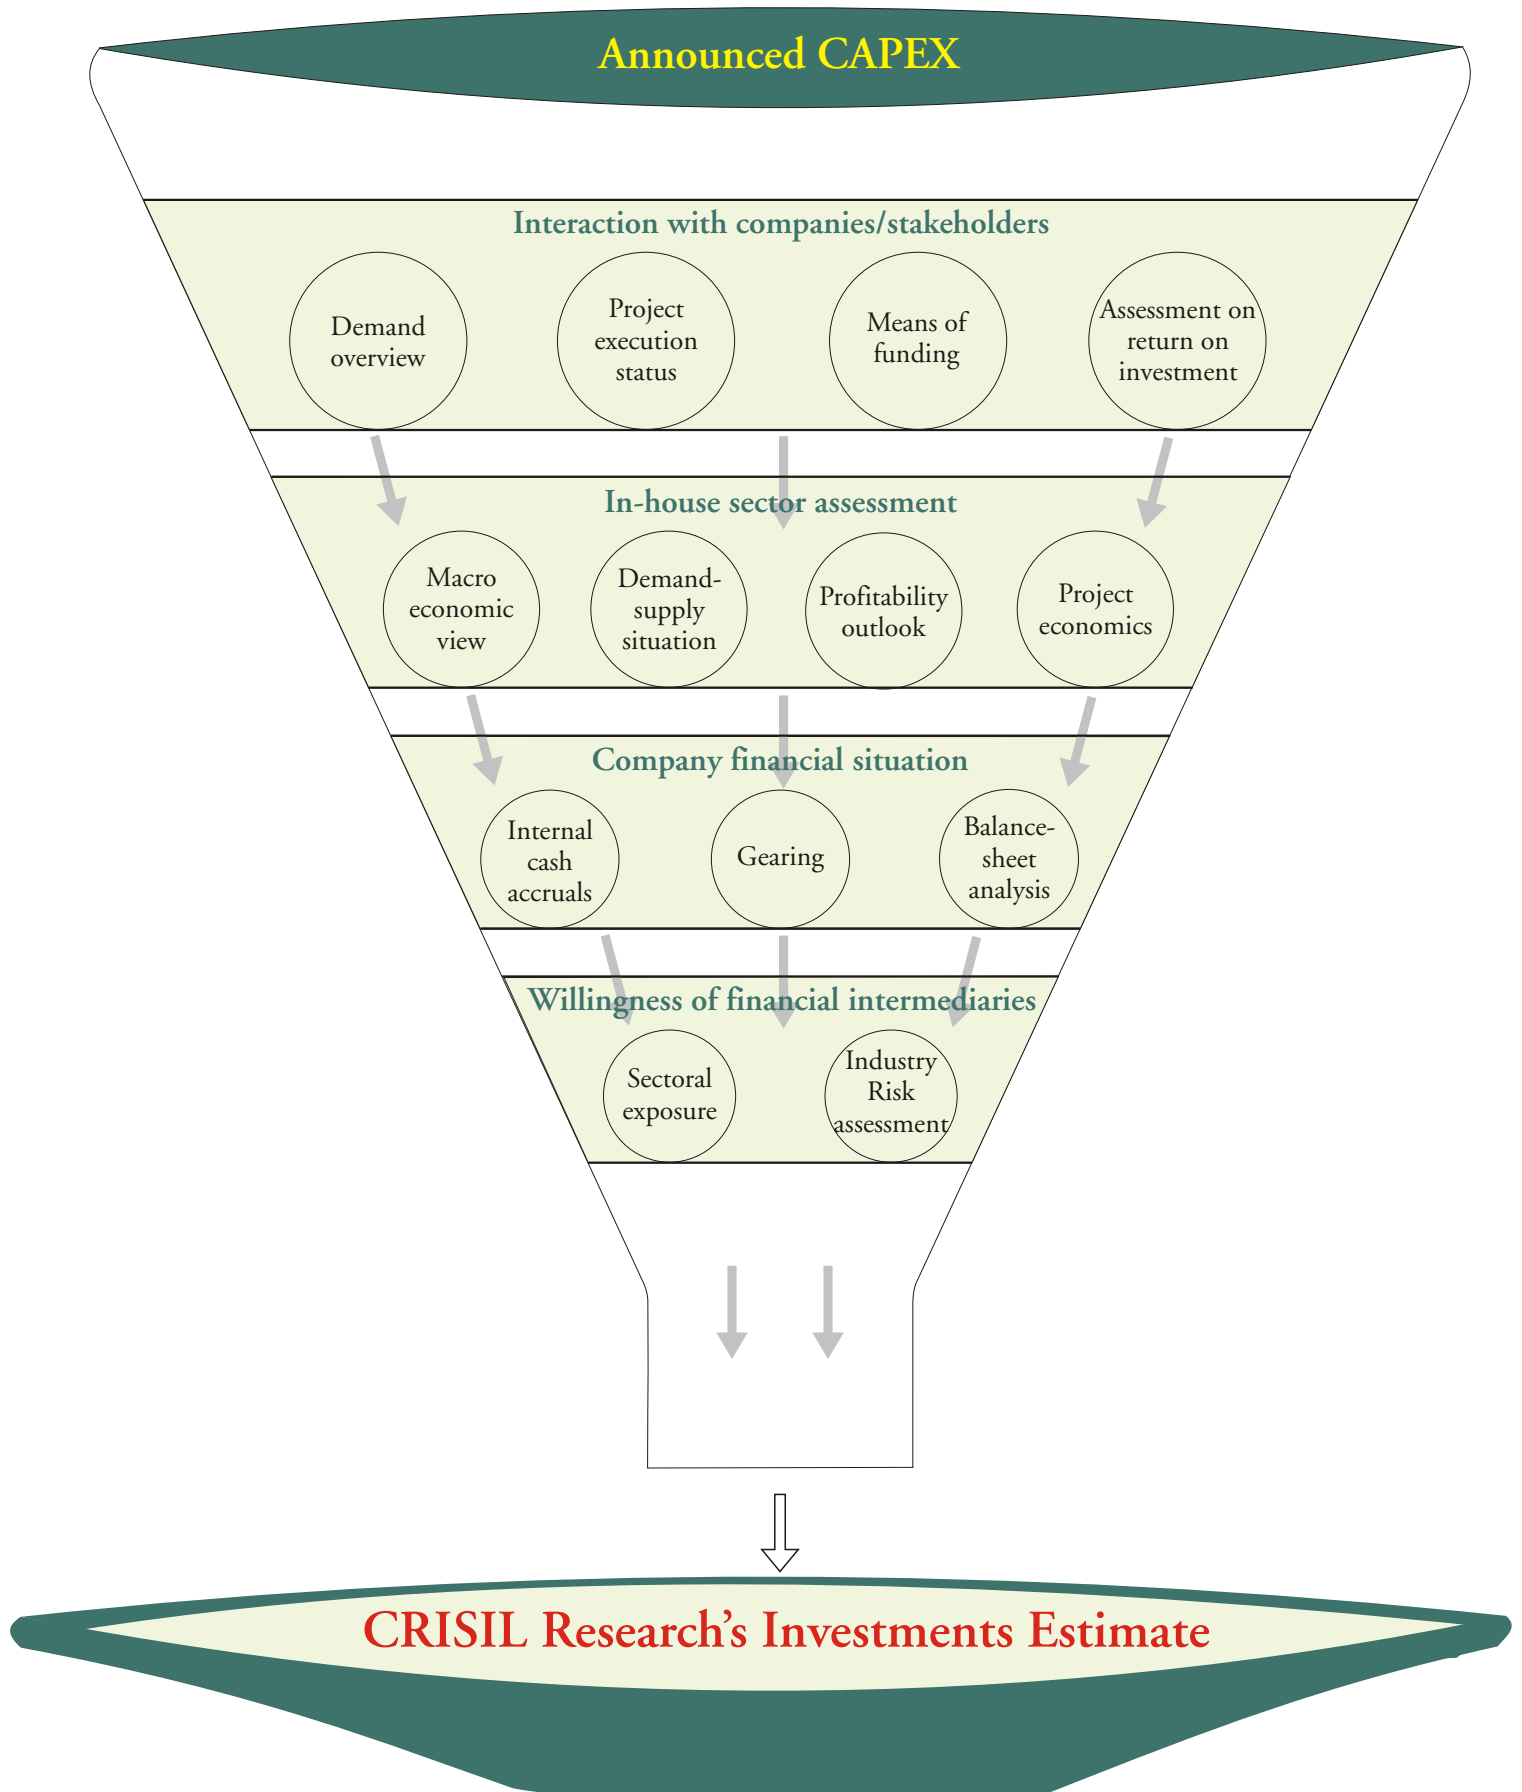 Announced CAPEX
Interaction with companies/stakeholders
Demand
overview
Project
execution
status
Means of
funding
Assessment on
return on
investment
In-house sector assessment
Macro
economic
view
Demand-
supply
situation
Profitability
outlook
Project
economics
Company financial situation
Internal
cash
accruals
Gearing
Balance-
sheet
analysis
Willingness of financial intermediaries
Sectoral
exposure
Industry
Risk
assessment
CRISIL Research’s Investments Estimate